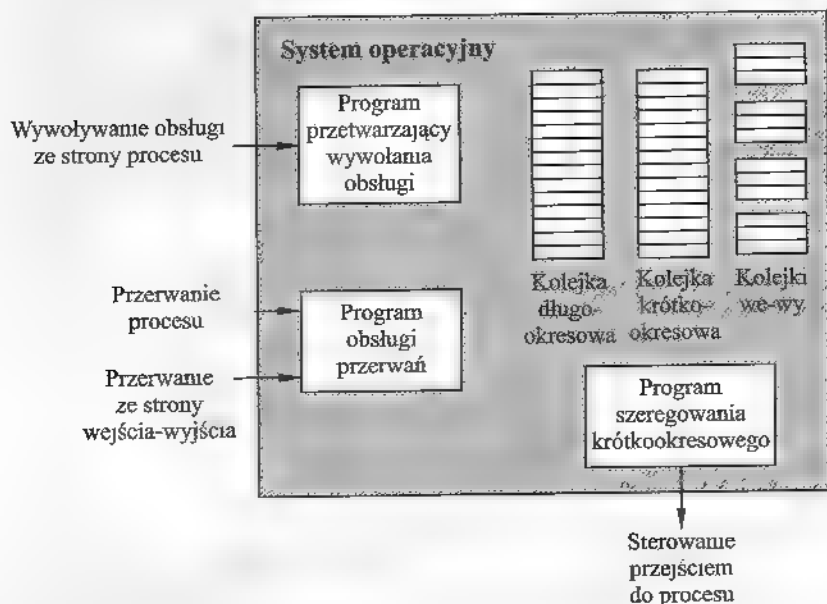 System operacyjny
Program
przetwarzający
wywołania
obsługi
Wywoływanie obsługi
ze strony procesu
Kolejka
długo-
okresowa
Kolejka
krótko-
okresowa
Kolejki
we-wy
Przerwanie
procesu
Program
obsługi
przerwań
Przerwanie
ze strony
wejścia-wyjścia
Program
szeregowania
krótkookresowego
Sterowanie
przejściem
do procesu